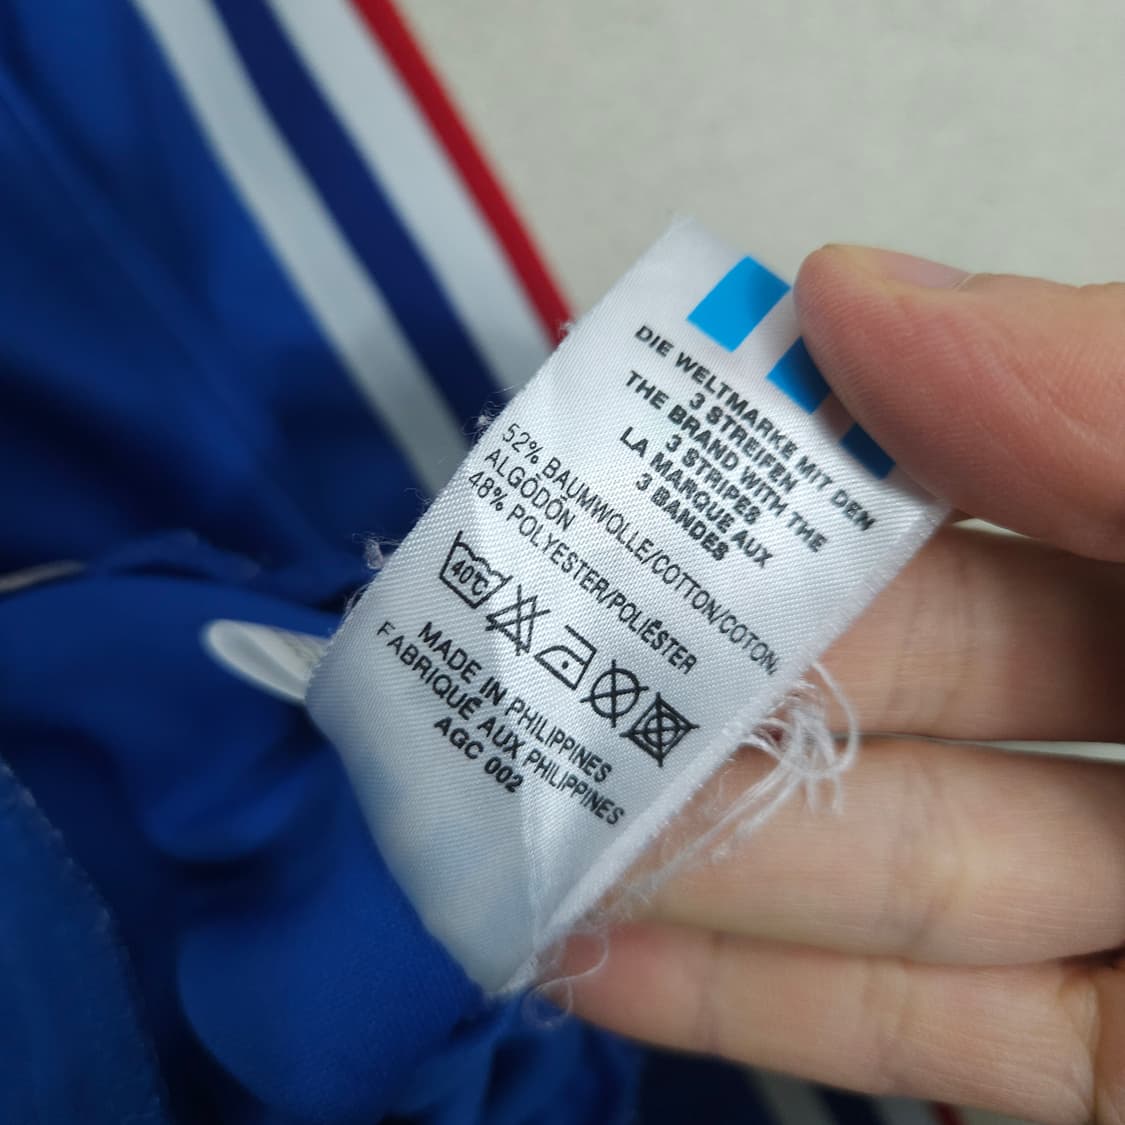 DIE WELTMARKE MIT DEN
3 STREIFEN
THE BRAND WITH THE
3 STRIPES
LA MARQUE AUX
3 BANDES
52% BAUMWOLLE/COTTON/COTON/
ALGODÓN
48% POLYESTER/POLIÉSTER
40°C
MADE IN PHILIPPINES
FABRIQUÉ AUX PHILIPPINES
AGC 002